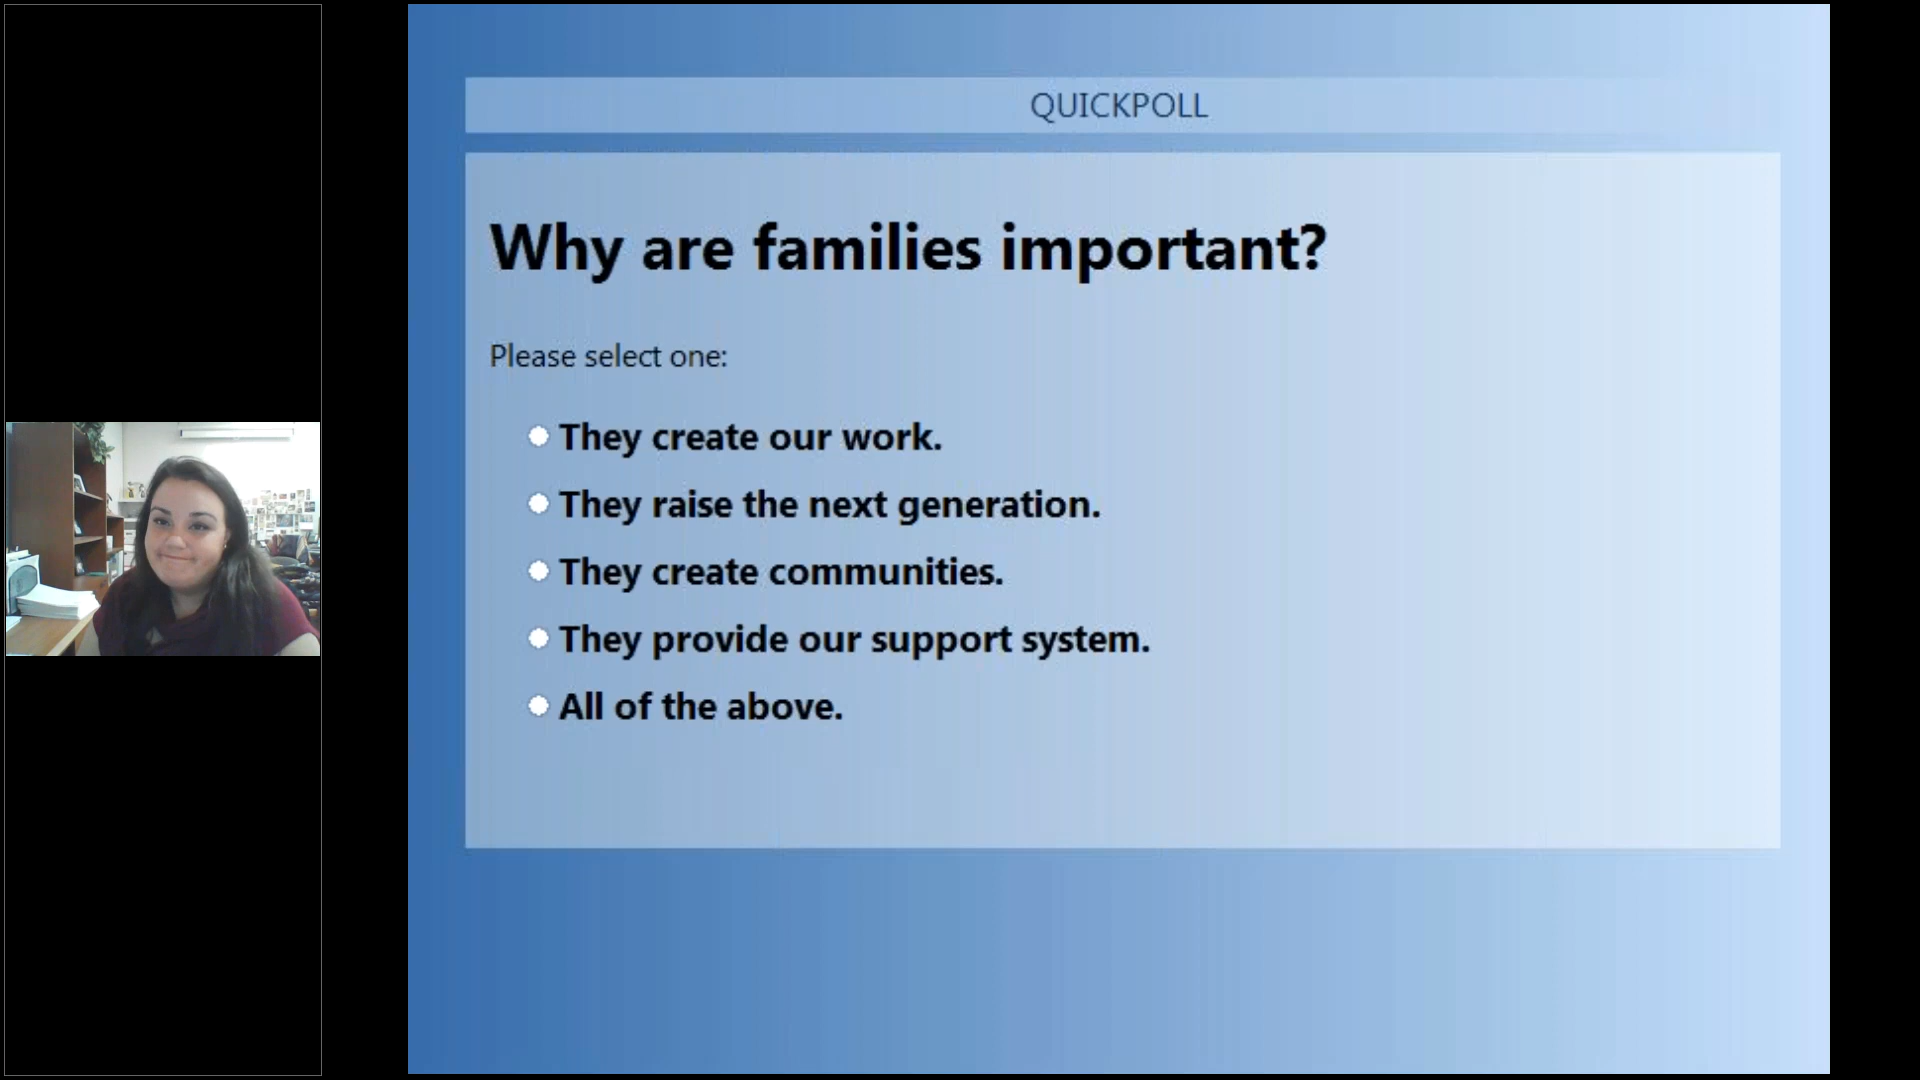 QUICKPOLL
Why are families important?
Please select one:
They create our work.
They raise the next generation.
They create communities.
They provide our support system.
All of the above.